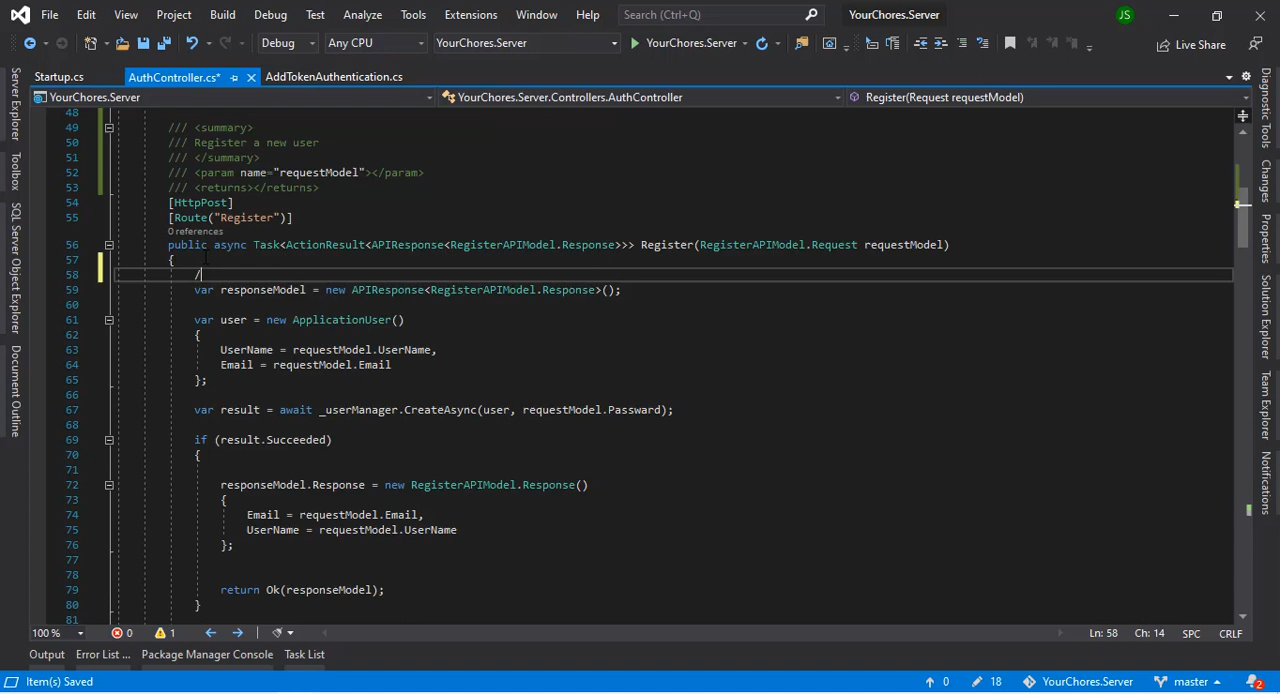 File Edit View Project Build Debug Test Analyze Tools Extensions Window Help Search (Ctrl+Q) YourChores.Server JS
Debug Any CPU YourChores.Server YourChores.Server Live Share
Startup.cs AuthController.cs* AddTokenAuthentication.cs
YourChores.Server YourChores.Server.Controllers.AuthController Register(Request requestModel)
Server Explorer
Toolbox
SQL Server Object Explorer
Document Outline
48
49 /// <summary>
50 /// Register a new user
51 /// </summary>
52 /// <param name="requestModel"></param>
53 /// <returns></returns>
54 [HttpPost]
55 [Route("Register")]
0 references
56 public async Task<ActionResult<APIResponse<RegisterAPIModel.Response>>> Register(RegisterAPIModel.Request requestModel)
57 {
58 /
59 var responseModel = new APIResponse<RegisterAPIModel.Response>();
60
61 var user = new ApplicationUser()
62 {
63 UserName = requestModel.UserName,
64 Email = requestModel.Email
65 };
66
67 var result = await _userManager.CreateAsync(user, requestModel.Password);
68
69 if (result.Succeeded)
70 {
71
72 responseModel.Response = new RegisterAPIModel.Response()
73 {
74 Email = requestModel.Email,
75 UserName = requestModel.UserName
76 };
77
78
79 return Ok(responseModel);
80 }
81
Diagnostic Tools
Changes
Properties
Solution Explorer
Team Explorer
Notifications
100 % 0 1 Ln: 58 Ch: 14 SPC CRLF
Output Error List ... Package Manager Console Task List
Item(s) Saved 0 18 YourChores.Server master 2